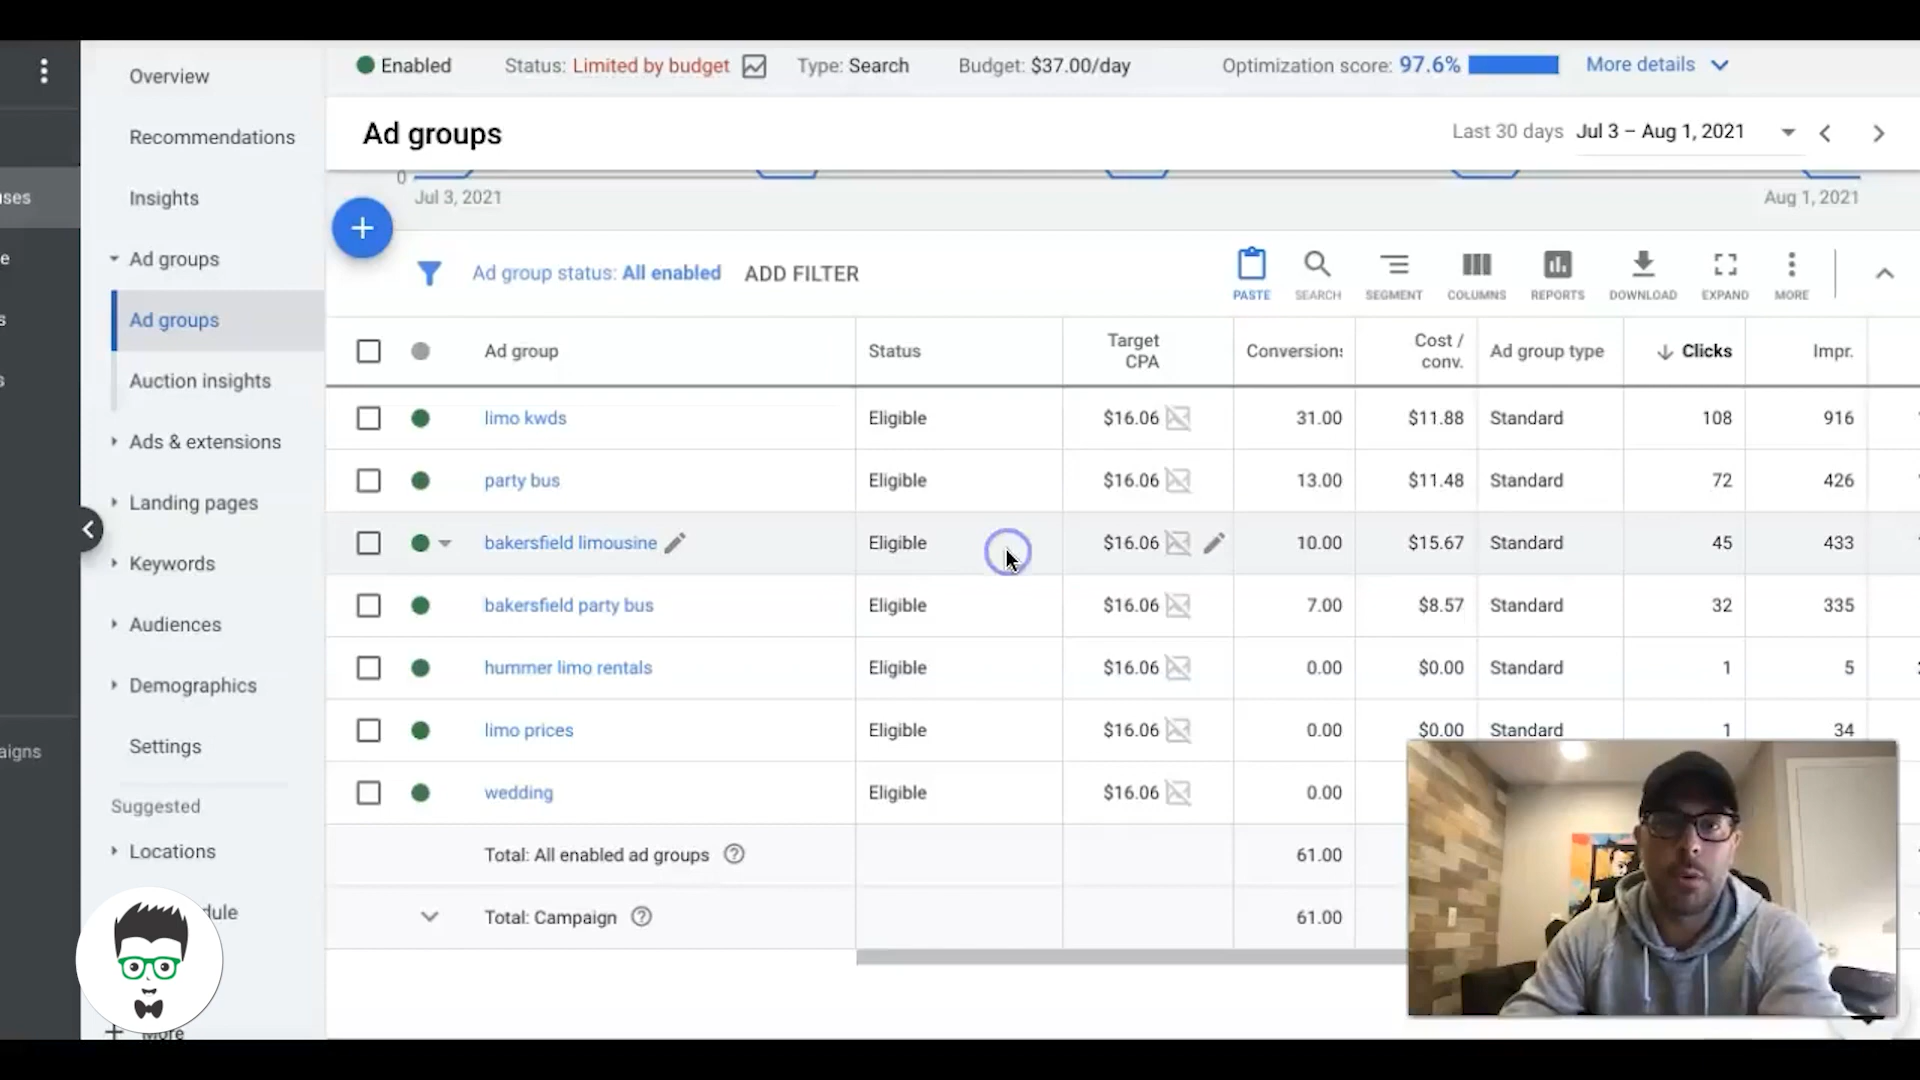 Enabled Status: Limited by budget Type: Search Budget: $37.00/day Optimization score: 97.6% More details
Overview
Recommendations
Insights
Ad groups
Ad groups
Auction insights
Ads & extensions
Landing pages
Keywords
Audiences
Demographics
Settings
Suggested
Locations
More
Ad groups
Last 30 days Jul 3 – Aug 1, 2021
0
Jul 3, 2021 Aug 1, 2021
Ad group status: All enabled ADD FILTER
PASTE SEARCH SEGMENT COLUMNS REPORTS DOWNLOAD EXPAND MORE
Ad group Status Target CPA Conversions Cost / conv. Ad group type Clicks Impr.
limo kwds Eligible $16.06 31.00 $11.88 Standard 108 916
party bus Eligible $16.06 13.00 $11.48 Standard 72 426
bakersfield limousine Eligible $16.06 10.00 $15.67 Standard 45 433
bakersfield party bus Eligible $16.06 7.00 $8.57 Standard 32 335
hummer limo rentals Eligible $16.06 0.00 $0.00 Standard 1 5
limo prices Eligible $16.06 0.00 $0.00 Standard 1 34
wedding Eligible $16.06 0.00
Total: All enabled ad groups 61.00
Total: Campaign 61.00